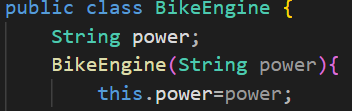 public class BikeEngine {
    String power;
    BikeEngine(String power){
        this.power=power;